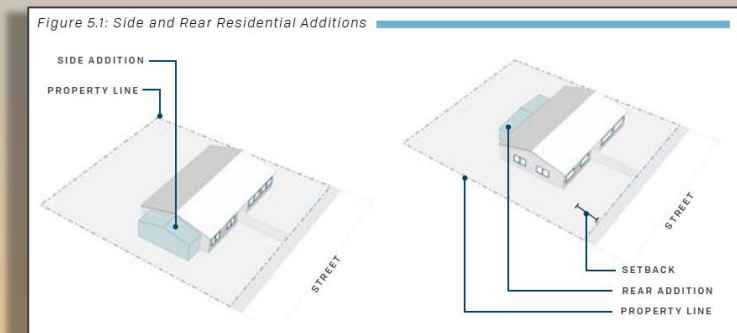 Figure 5.1: Side and Rear Residential Additions
SIDE ADDITION
PROPERTY LINE
STREET
STREET
SETBACK
REAR ADDITION
PROPERTY LINE